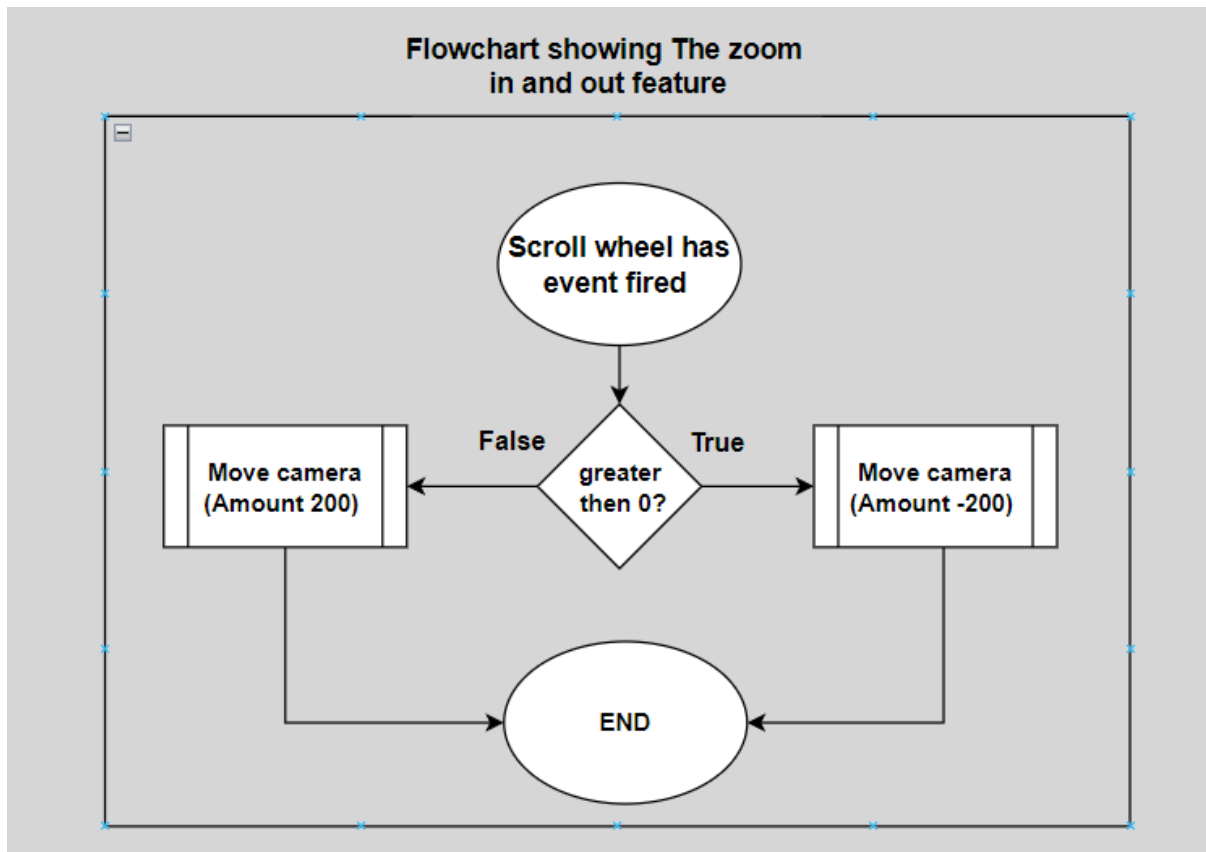 Flowchart showing The zoom
in and out feature
Scroll wheel has
event fired
False
True
Move camera
(Amount 200)
greater
then 0?
Move camera
(Amount -200)
END